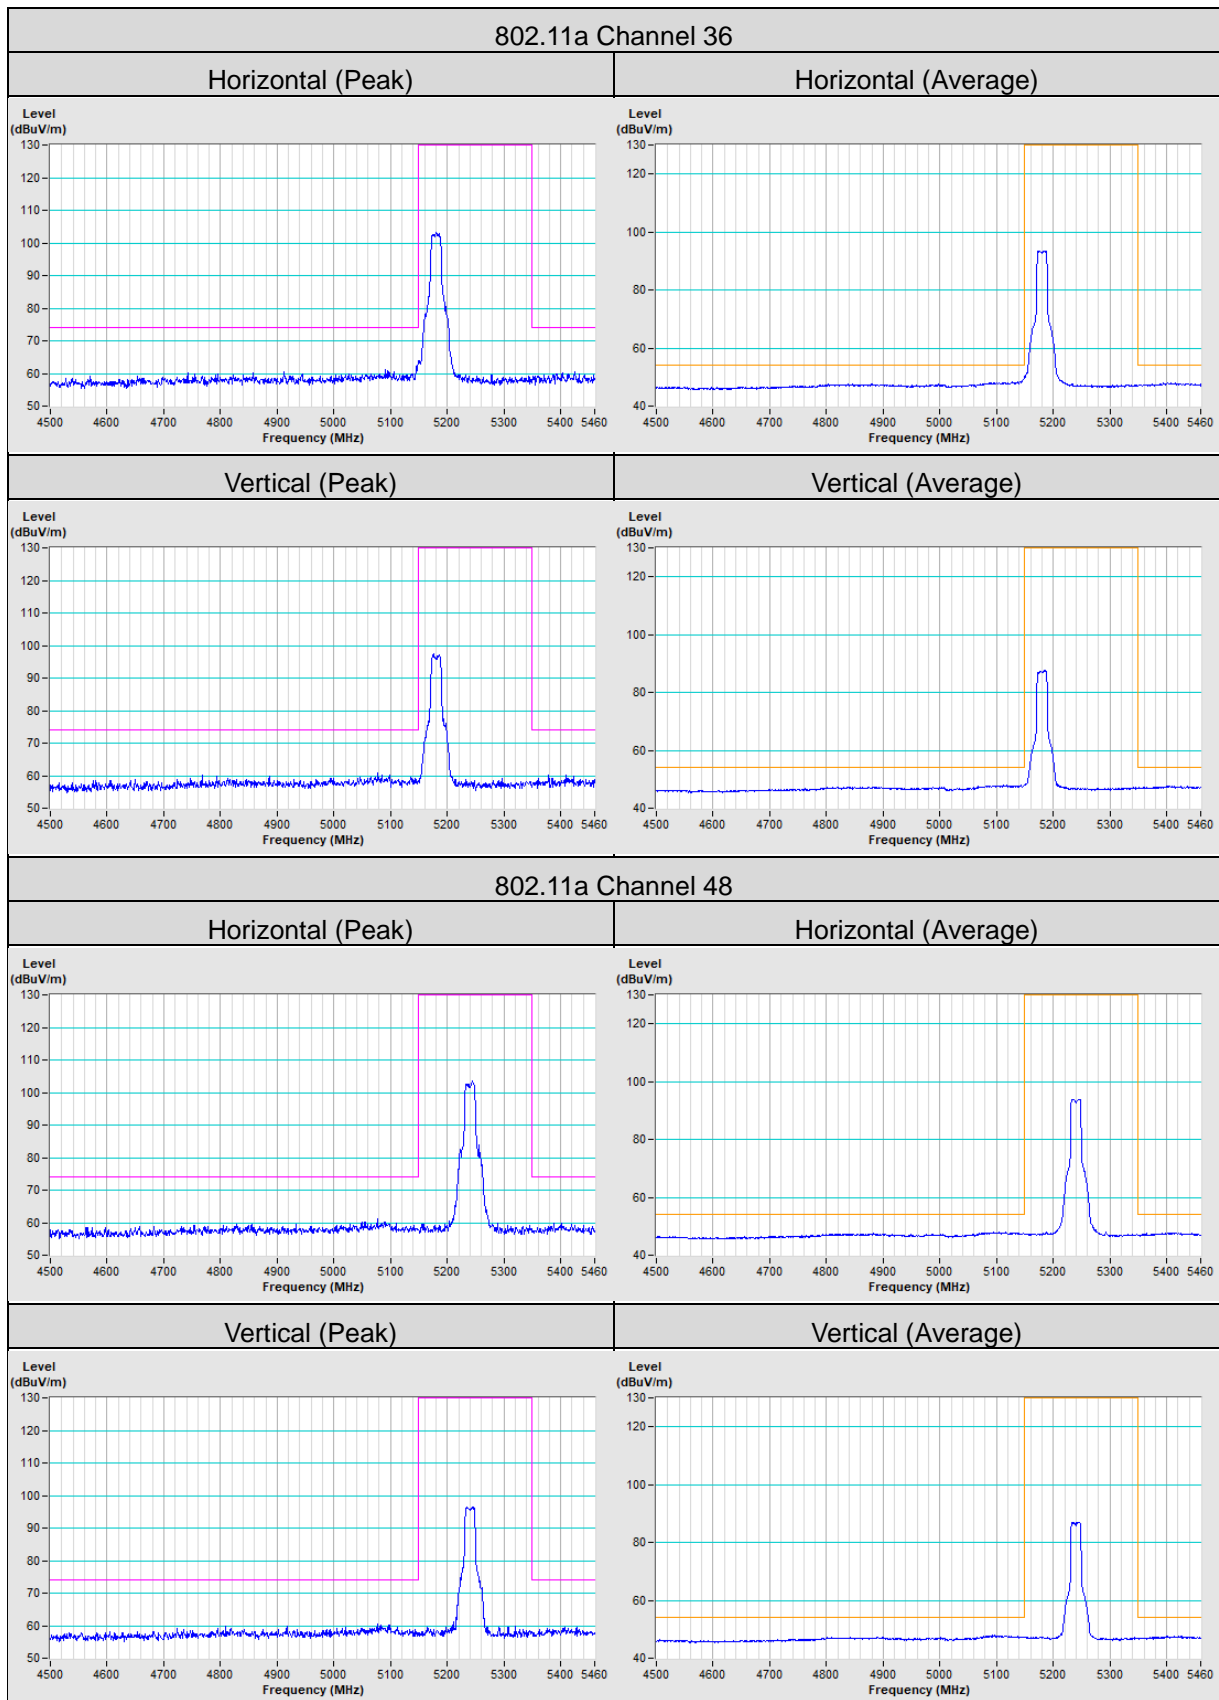 802.11a Channel 36
Horizontal (Peak) Horizontal (Average)
Level Level
(dBuV/m) (dBuV/m)
130 130
120 120
110
100 100
90
80 80
70
60 60
50 40
4500 4600 4700 4800 4900 5000 5100 5200 5300 5400 5460 4500 4600 4700 4800 4900 5000 5100 5200 5300 5400 5460
Frequency (MHz) Frequency (MHz)
Vertical (Peak) Vertical (Average)
Level Level
(dBuV/m) (dBuV/m)
130 130
120 120
110
100 100
90
80 80
70
60 60
50 40
4500 4600 4700 4800 4900 5000 5100 5200 5300 5400 5460 4500 4600 4700 4800 4900 5000 5100 5200 5300 5400 5460
Frequency (MHz) Frequency (MHz)
802.11a Channel 48
Horizontal (Peak) Horizontal (Average)
Level Level
(dBuV/m) (dBuV/m)
130 130
120 120
110
100 100
90
80 80
70
60 60
50 40
4500 4600 4700 4800 4900 5000 5100 5200 5300 5400 5460 4500 4600 4700 4800 4900 5000 5100 5200 5300 5400 5460
Frequency (MHz) Frequency (MHz)
Vertical (Peak) Vertical (Average)
Level Level
(dBuV/m) (dBuV/m)
130 130
120 120
110
100 100
90
80 80
70
60 60
50 40
4500 4600 4700 4800 4900 5000 5100 5200 5300 5400 5460 4500 4600 4700 4800 4900 5000 5100 5200 5300 5400 5460
Frequency (MHz) Frequency (MHz)